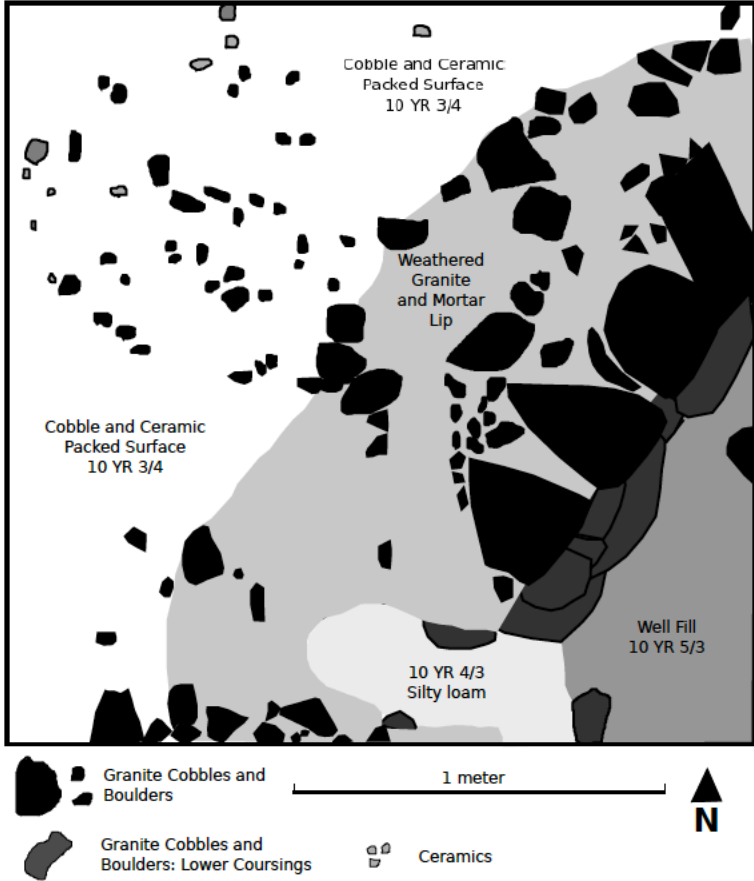 Cobble and Ceramic
Packed Surface
10 YR 3/4
Weathered
Granite
and Mortar
Lip
Cobble and Ceramic
Packed Surface
10 YR 3/4
Well Fill
10 YR 5/3
10 YR 4/3
Silty loam
Granite Cobbles and
Boulders
1 meter
N
Granite Cobbles and
Boulders: Lower Coursings
Ceramics